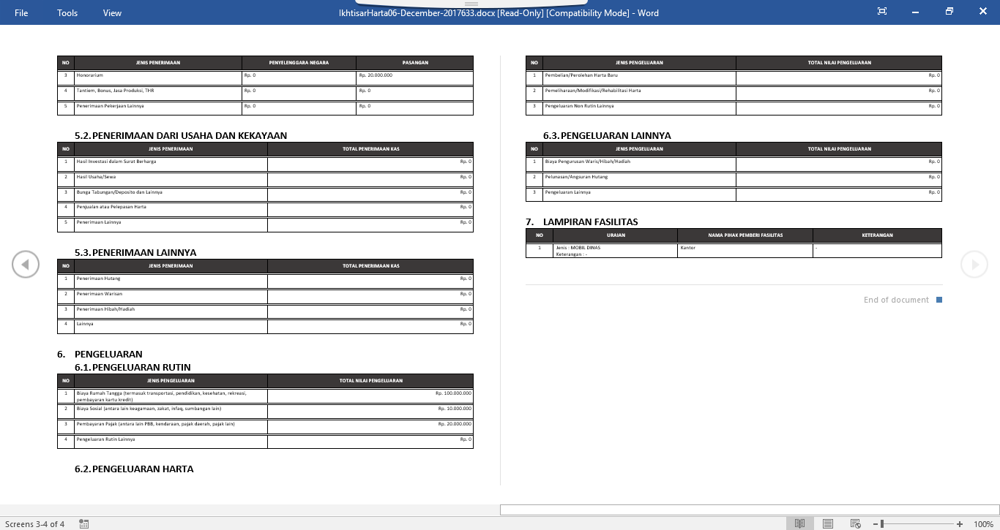 File Tools View IkhtisarHarta06-December-2017633.docx [Read-Only] [Compatibility Mode] - Word
NO JENIS PENERIMAAN PENYELENGGARA NEGARA PASANGAN
3 Honorarium Rp. 0 Rp. 20.000.000
4 Tantiem, Bonus, Jasa Produksi, THR Rp. 0 Rp. 0
5 Penerimaan Pekerjaan Lainnya Rp. 0 Rp. 0
5.2. PENERIMAAN DARI USAHA DAN KEKAYAAN
NO JENIS PENERIMAAN TOTAL PENERIMAAN KAS
1 Hasil Investasi dalam Surat Berharga Rp. 0
2 Hasil Usaha/Sewa Rp. 0
3 Bunga Tabungan/Deposito dan Lainnya Rp. 0
4 Penjualan atau Pelepasan Harta Rp. 0
5 Penerimaan Lainnya Rp. 0
5.3. PENERIMAAN LAINNYA
NO JENIS PENERIMAAN TOTAL PENERIMAAN KAS
1 Penerimaan Hutang Rp. 0
2 Penerimaan Warisan Rp. 0
3 Penerimaan Hibah/Hadiah Rp. 0
4 Lainnya Rp. 0
6. PENGELUARAN
6.1. PENGELUARAN RUTIN
NO JENIS PENGELUARAN TOTAL NILAI PENGELUARAN
1 Biaya Rumah Tangga (termasuk transportasi, pendidikan, kesehatan, rekreasi, Rp. 100.000.000
pembayaran kartu kredit)
2 Biaya Sosial (antara lain keagamaan, zakat, infaq, sumbangan lain) Rp. 10.000.000
3 Pembayaran Pajak (antara lain PBB, kendaraan, pajak daerah, pajak lain) Rp. 20.000.000
4 Pengeluaran Rutin Lainnya Rp. 0
6.2. PENGELUARAN HARTA
NO JENIS PENGELUARAN TOTAL NILAI PENGELUARAN
1 Pembelian/Perolehan Harta Baru Rp. 0
2 Pemeliharaan/Modifikasi/Rehabilitasi Harta Rp. 0
3 Pengeluaran Non Rutin Lainnya Rp. 0
6.3. PENGELUARAN LAINNYA
NO JENIS PENGELUARAN TOTAL NILAI PENGELUARAN
1 Biaya Pengurusan Waris/Hibah/Hadiah Rp. 0
2 Pelunasan/Angsuran Hutang Rp. 0
3 Pengeluaran Lainnya Rp. 0
7. LAMPIRAN FASILITAS
NO URAIAN NAMA PIHAK PEMBERI FASILITAS KETERANGAN
1 Jenis : MOBIL DINAS Kantor -
Keterangan : -
End of document
Screens 3-4 of 4 100%